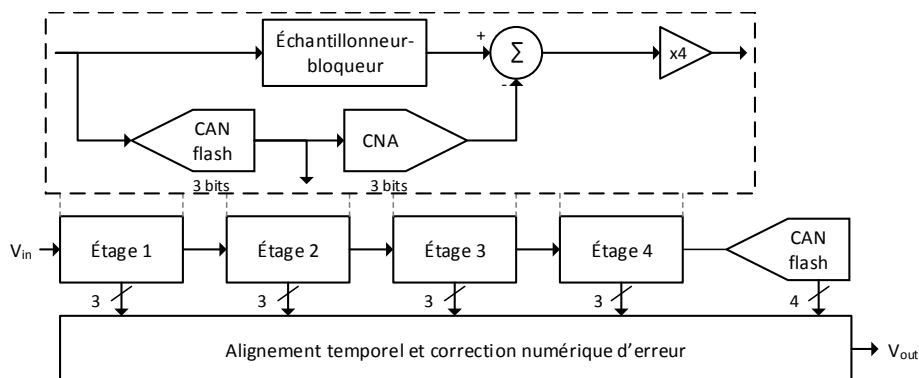 Échantillonneur-
bloqueur
+
Σ
-
x4
CAN
flash
CNA
3 bits
3 bits
Vin
Étage 1
Étage 2
Étage 3
Étage 4
CAN
flash
3
3
3
3
4
Alignement temporel et correction numérique d’erreur
Vout